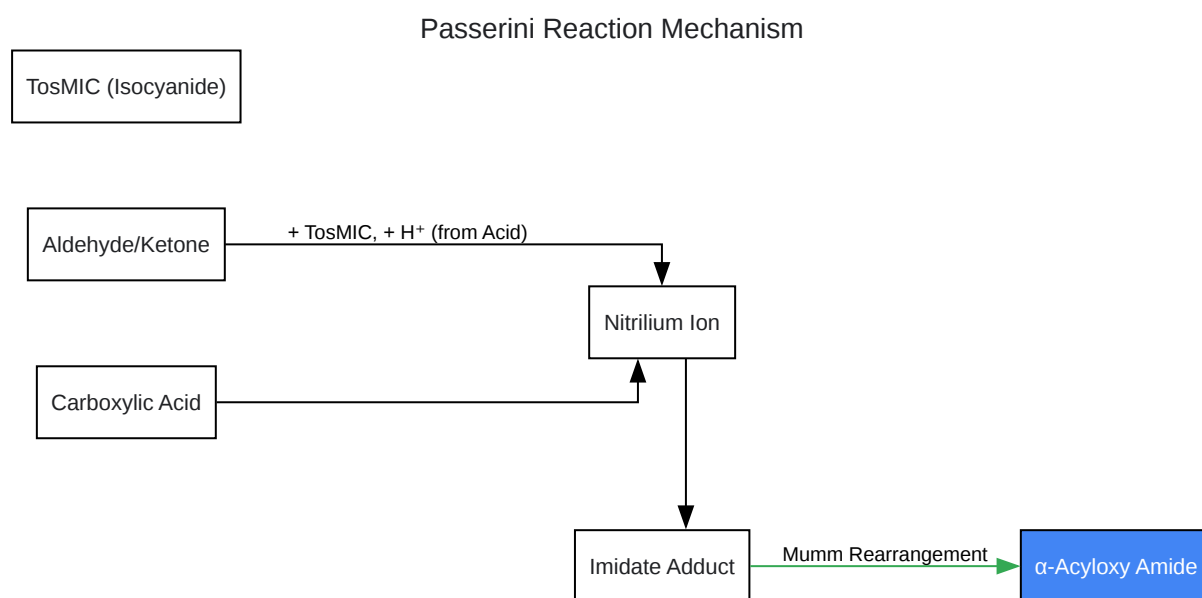 Passerini Reaction Mechanism
TosMIC (Isocyanide)
Aldehyde/Ketone
+ TosMIC, + H⁺ (from Acid)
Nitrilium Ion
Carboxylic Acid
Imidate Adduct
Mumm Rearrangement
α-Acyloxy Amide